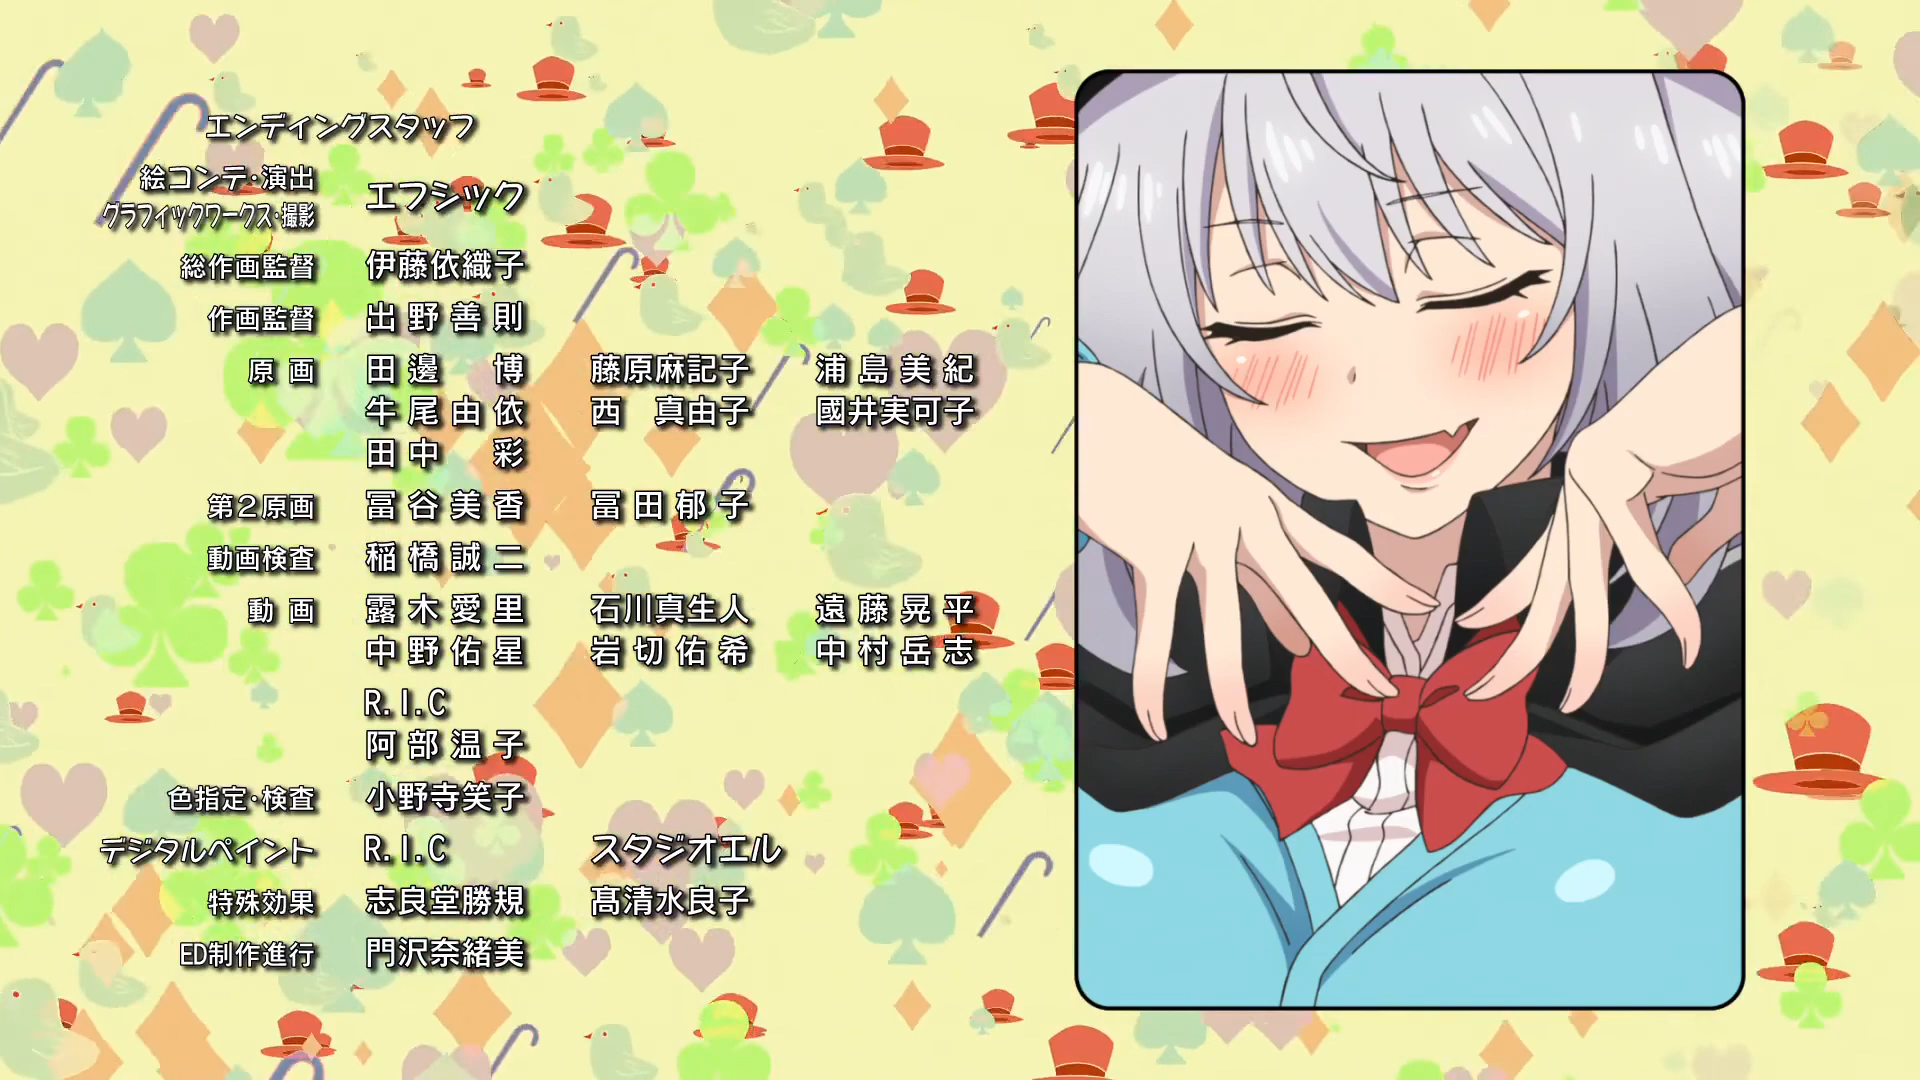 エンディングスタッフ
絵コンテ・演出
グラフィックワークス・撮影 エフシック
総作画監督 伊藤依織子
作画監督 出野善則
原画 田邊 博 藤原麻記子 浦島美紀
牛尾由依 西 真由子 國井実可子
田中 彩
第2原画 冨谷美香 冨田郁子
動画検査 稲橋誠二
動画 露木愛里 石川真生人 遠藤晃平
中野佑星 岩切佑希 中村岳志
R.I.C
阿部温子
色指定・検査 小野寺笑子
デジタルペイント R.I.C スタジオエル
特殊効果 志良堂勝規 髙清水良子
ED制作進行 門沢奈緒美